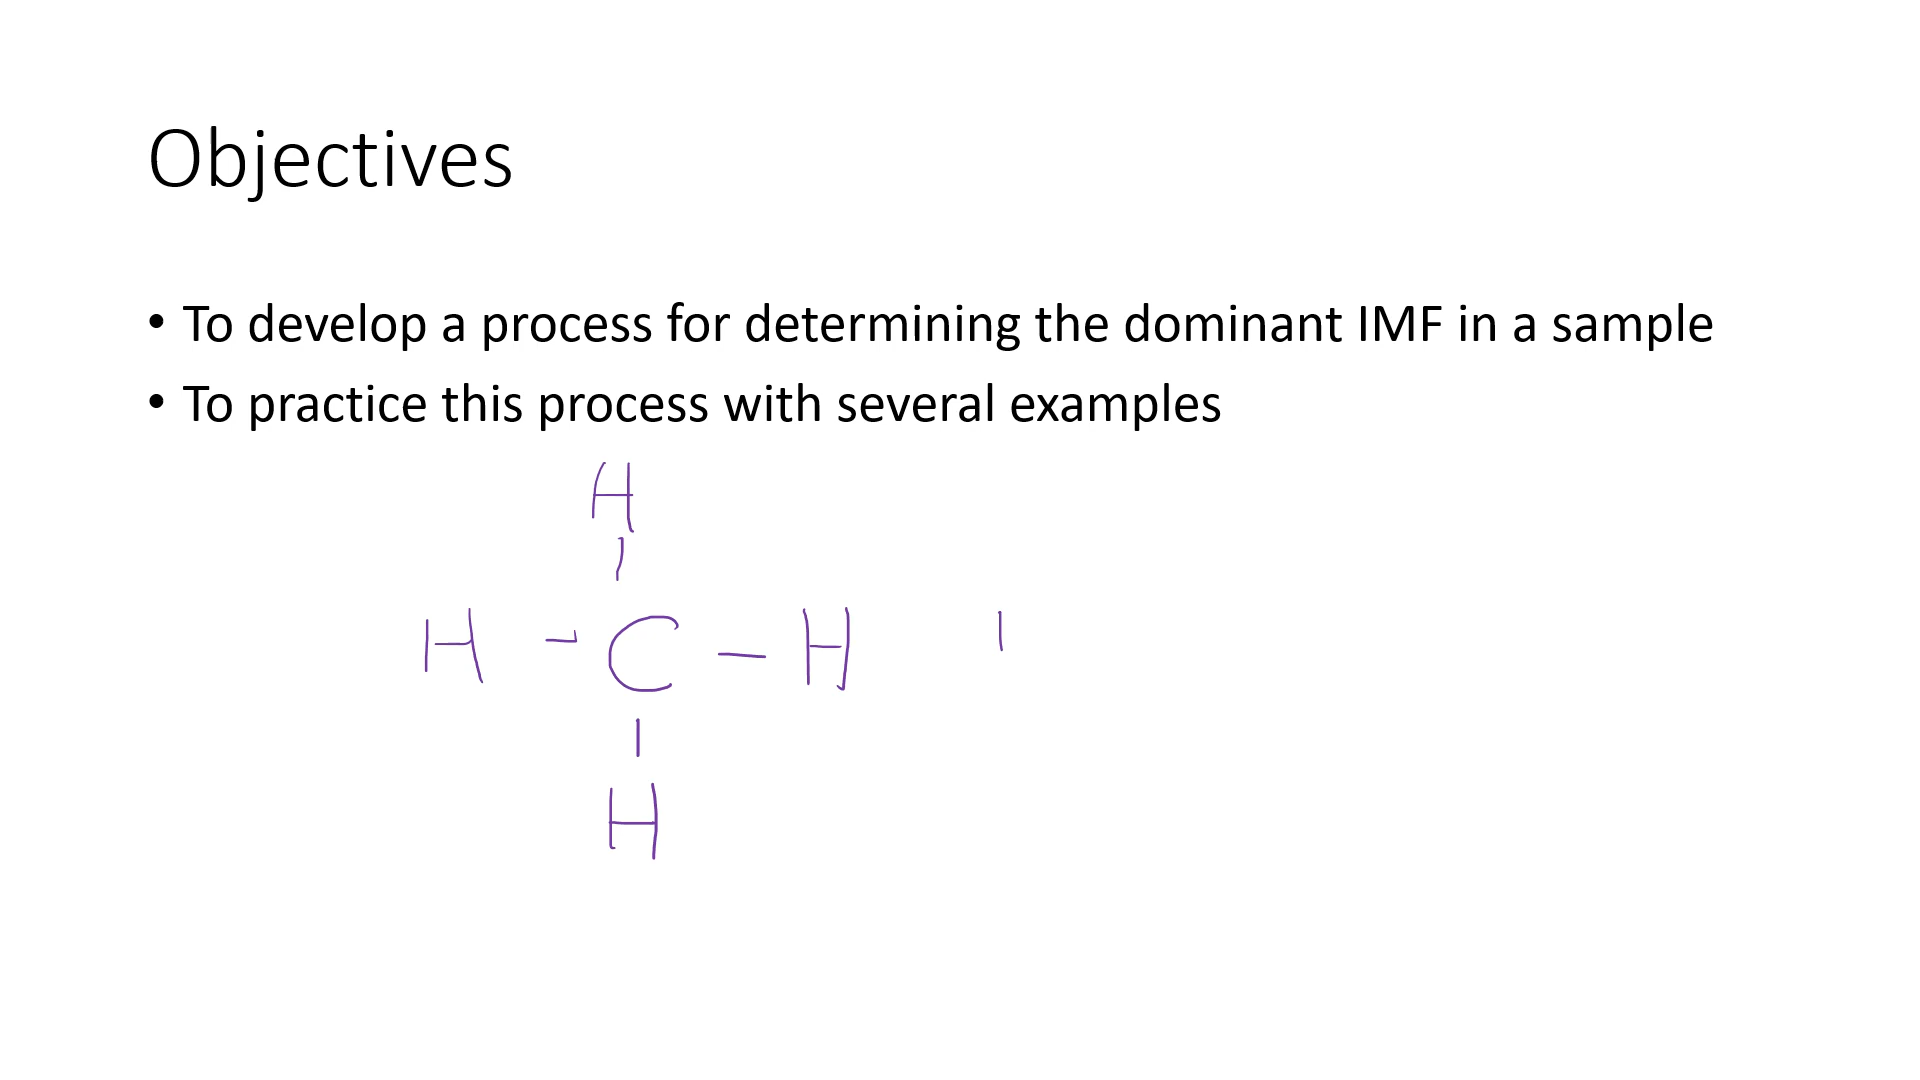 Objectives
• To develop a process for determining the dominant IMF in a sample
• To practice this process with several examples
H
|
H - C - H |
|
H